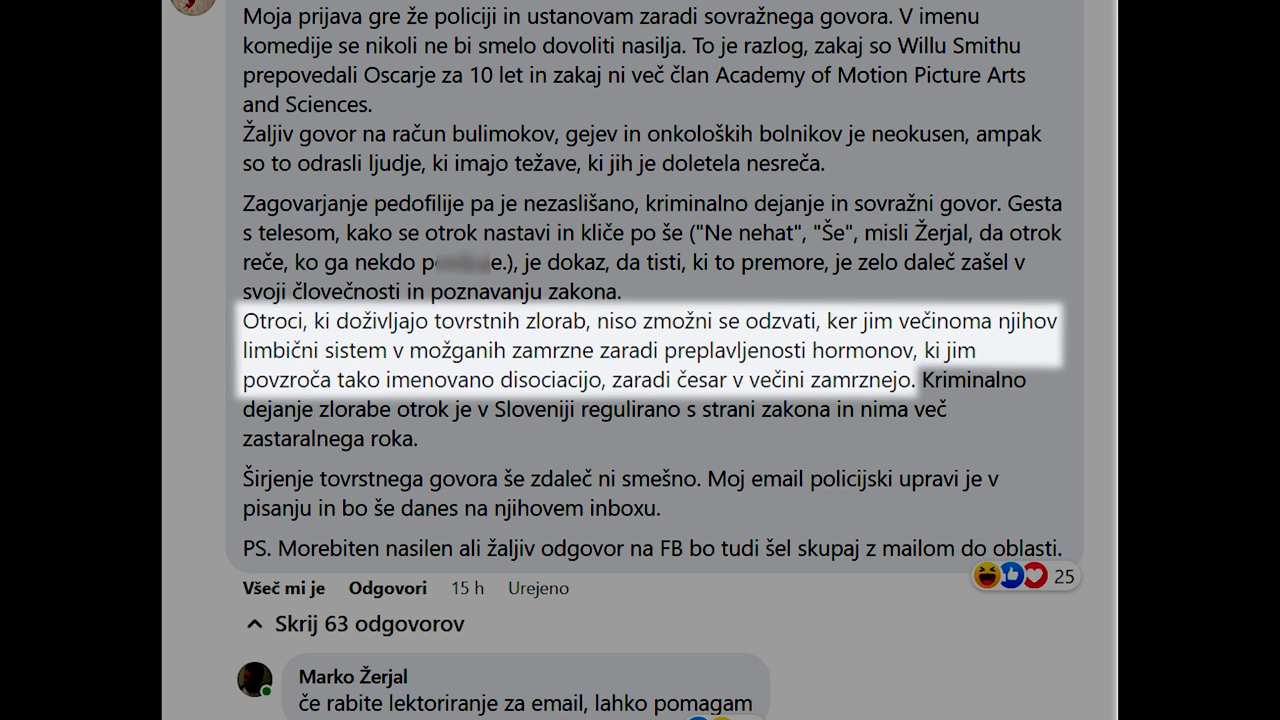 Moja prijava gre že policiji in ustanovam zaradi sovražnega govora. V imenu
komedije se nikoli ne bi smelo dovoliti nasilja. To je razlog, zakaj so Willu Smithu
prepovedali Oscarje za 10 let in zakaj ni več član Academy of Motion Picture Arts
and Sciences.
Žaljiv govor na račun bulimokov, gejev in onkoloških bolnikov je neokusen, ampak
so to odrasli ljudje, ki imajo težave, ki jih je doletela nesreča.
Zagovarjanje pedofilije pa je nezaslišano, kriminalno dejanje in sovražni govor. Gesta
s telesom, kako se otrok nastavi in kliče po še ("Ne nehat", "Še", misli Žerjal, da otrok
reče, ko ga nekdo je dokaz, da tisti, ki to premore, je zelo daleč zašel v
svoji človečnosti in poznavanju zakona.
Otroci, ki doživljajo tovrstnih zlorab, niso zmožni se odzvati, ker jim večinoma njihov
limbični sistem v možganih zamrzne zaradi preplavljenosti hormonov, ki jim
povzroča tako imenovano disociacijo, zaradi česar v večini zamrznejo. Kriminalno
dejanje zlorabe otrok je v Sloveniji regulirano s strani zakona in nima več
zastaralnega roka.
Širjenje tovrstnega govora še zdaleč ni smešno. Moj email policijski upravi je v
pisanju in bo še danes na njihovem inboxu.
PS. Morebiten nasilen ali žaljiv odgovor na FB bo tudi šel skupaj z mailom do oblasti.
25
Všeč mi je Odgovori 15 h Urejeno
Skrij 63 odgovorov
Marko Žerjal
če rabite lektoriranje za email, lahko pomagam